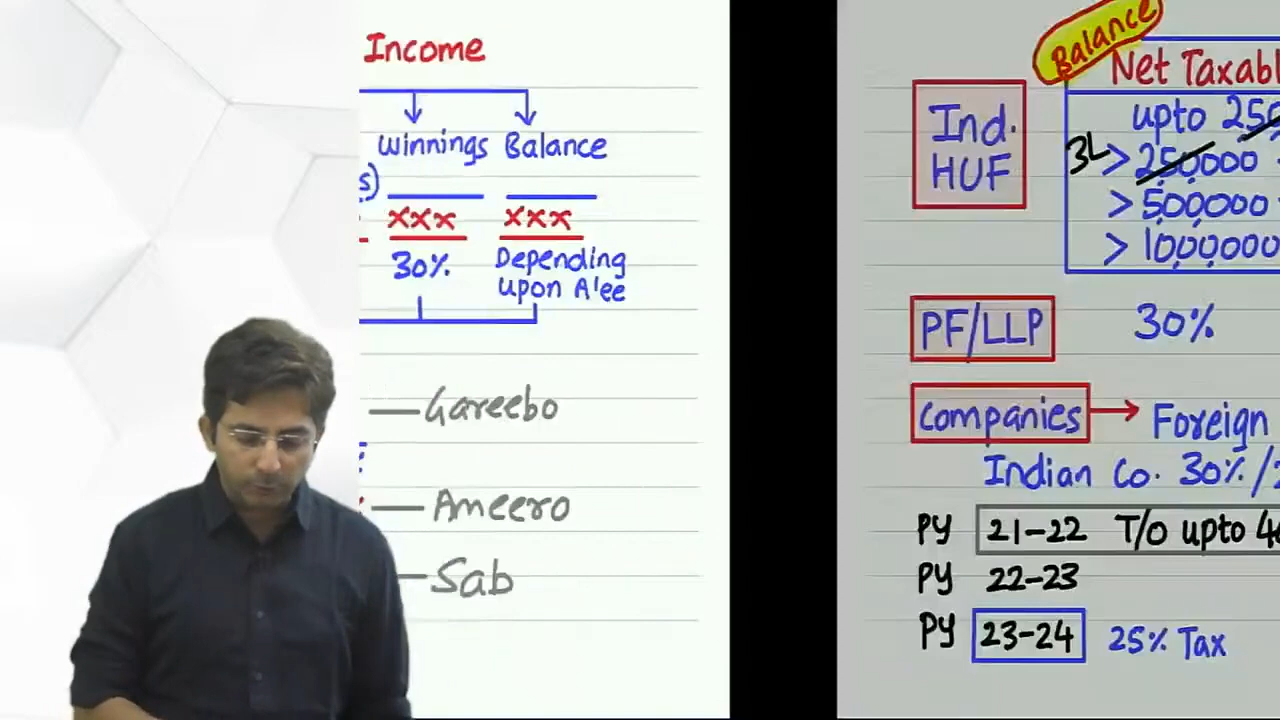 Income
Winnings Balance
s)
xxx xxx
30% Depending
upon A'ee
Gareebo
Ameero
Sab
Balance
Net Taxabl
Ind.
HUF
upto 250
3L > 250000
> 500000
> 1000000
PF/LLP 30%
Companies → Foreign
Indian Co. 30% /
PY 21-22 T/O upto 40
PY 22-23
PY 23-24 25% Tax